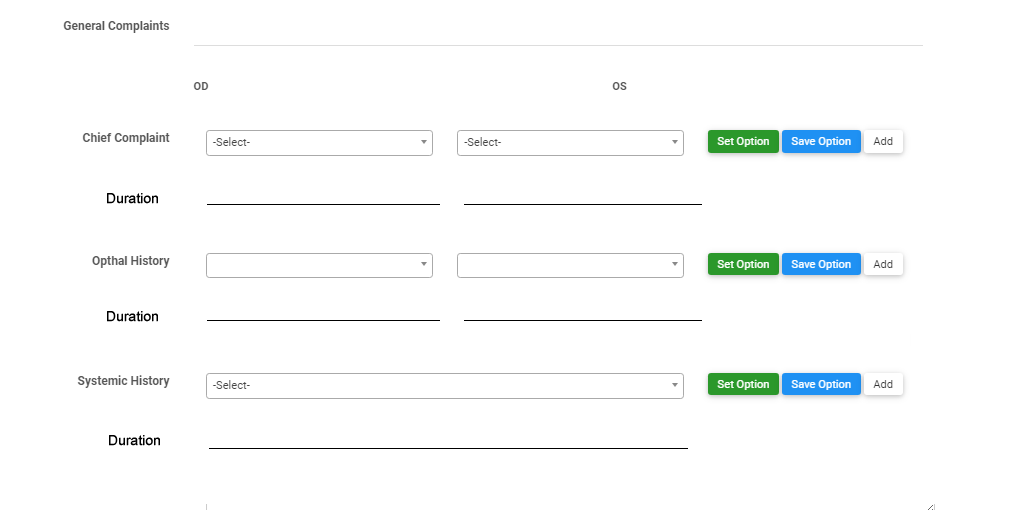 General Complaints
OD OS
Chief Complaint -Select- -Select- Set Option Save Option Add
Duration
Opthal History Set Option Save Option Add
Duration
Systemic History -Select- Set Option Save Option Add
Duration